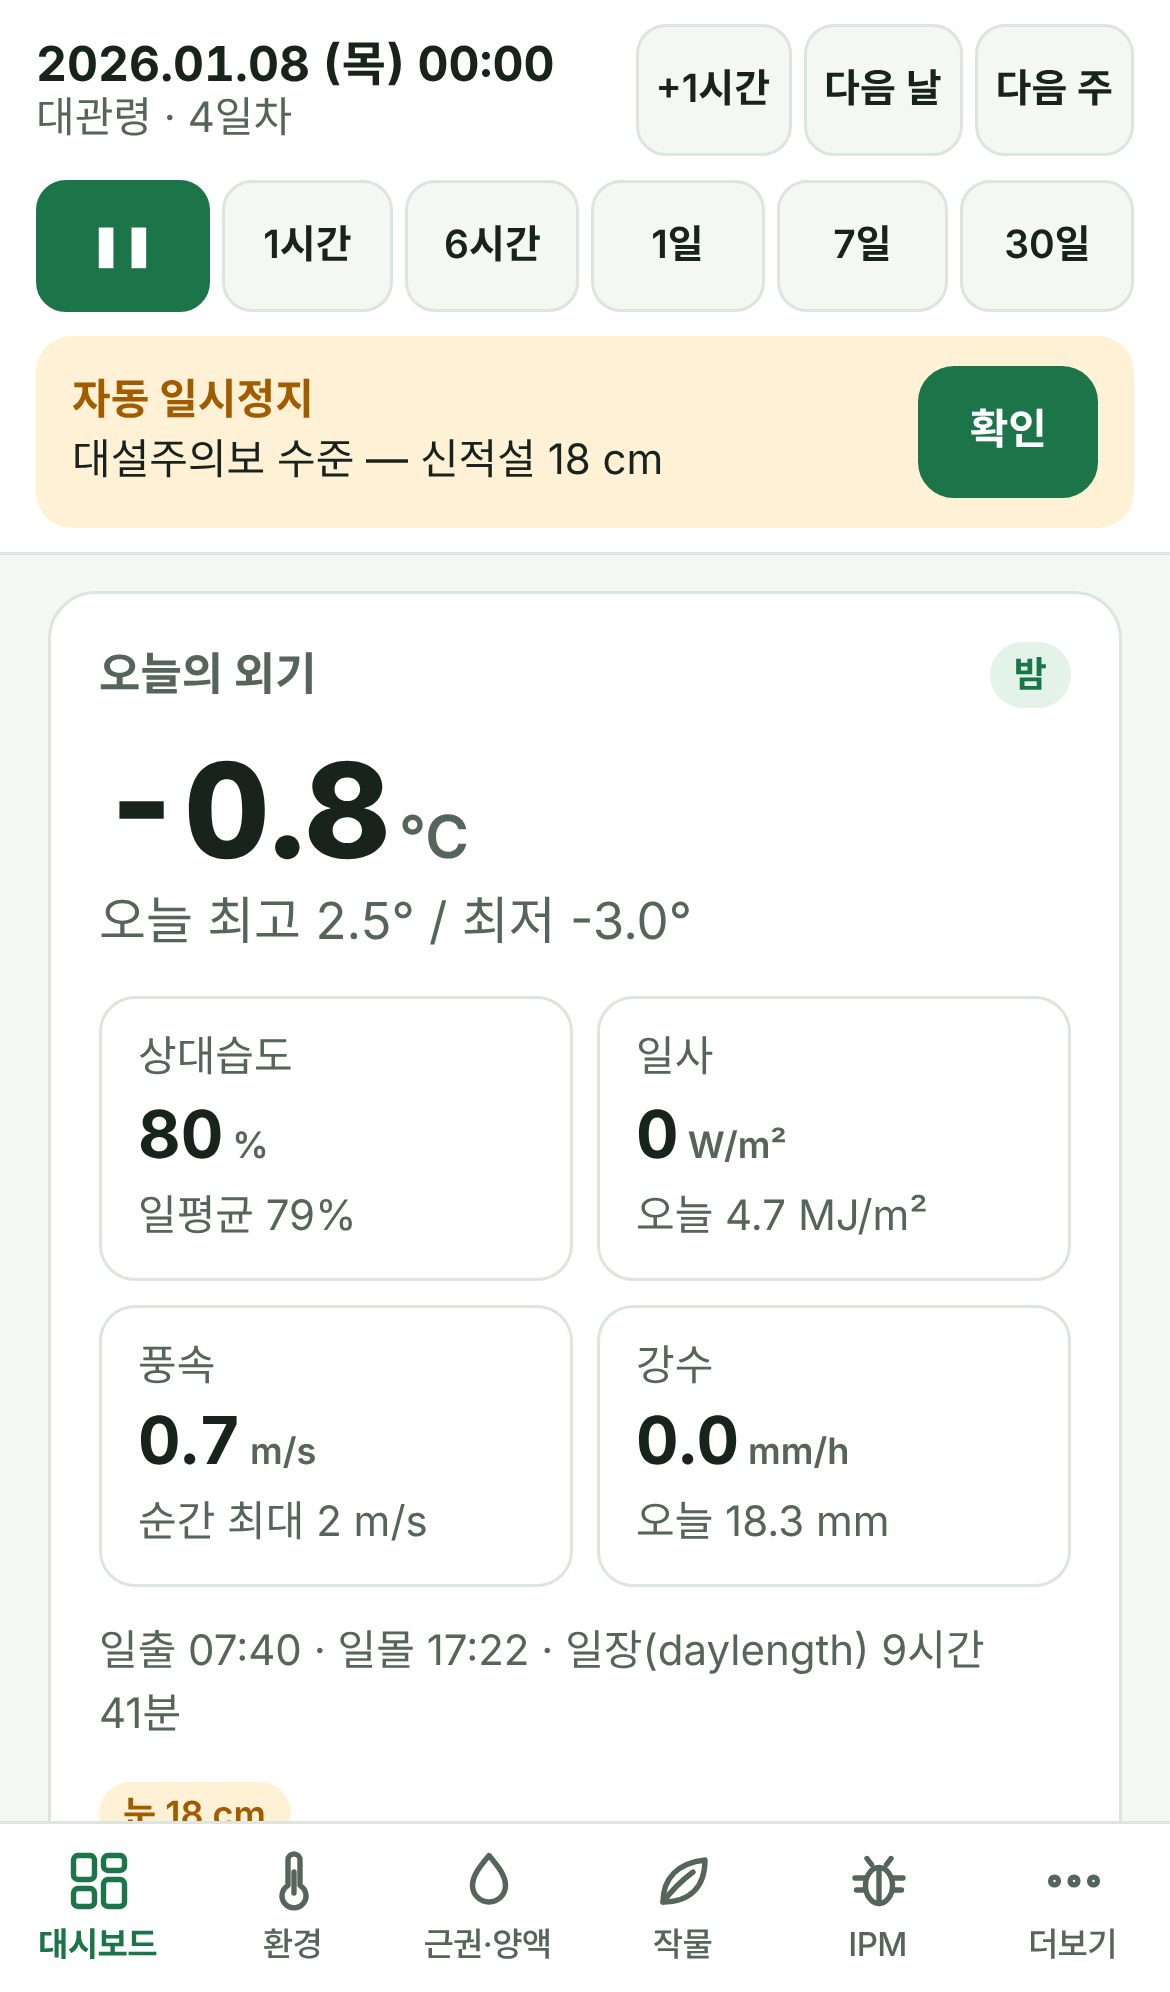 2026.01.08 (목) 00:00
대관령 · 4일차
+1시간
다음 날
다음 주
1시간
6시간
1일
7일
30일
자동 일시정지
대설주의보 수준 — 신적설 18 cm
확인
오늘의 외기
밤
-0.8 °C
오늘 최고 2.5° / 최저 -3.0°
상대습도
80 %
일평균 79%
일사
0 W/m²
오늘 4.7 MJ/m²
풍속
0.7 m/s
순간 최대 2 m/s
강수
0.0 mm/h
오늘 18.3 mm
일출 07:40 · 일몰 17:22 · 일장(daylength) 9시간
41분
눈 18 cm
대시보드
환경
근권·양액
작물
IPM
더보기